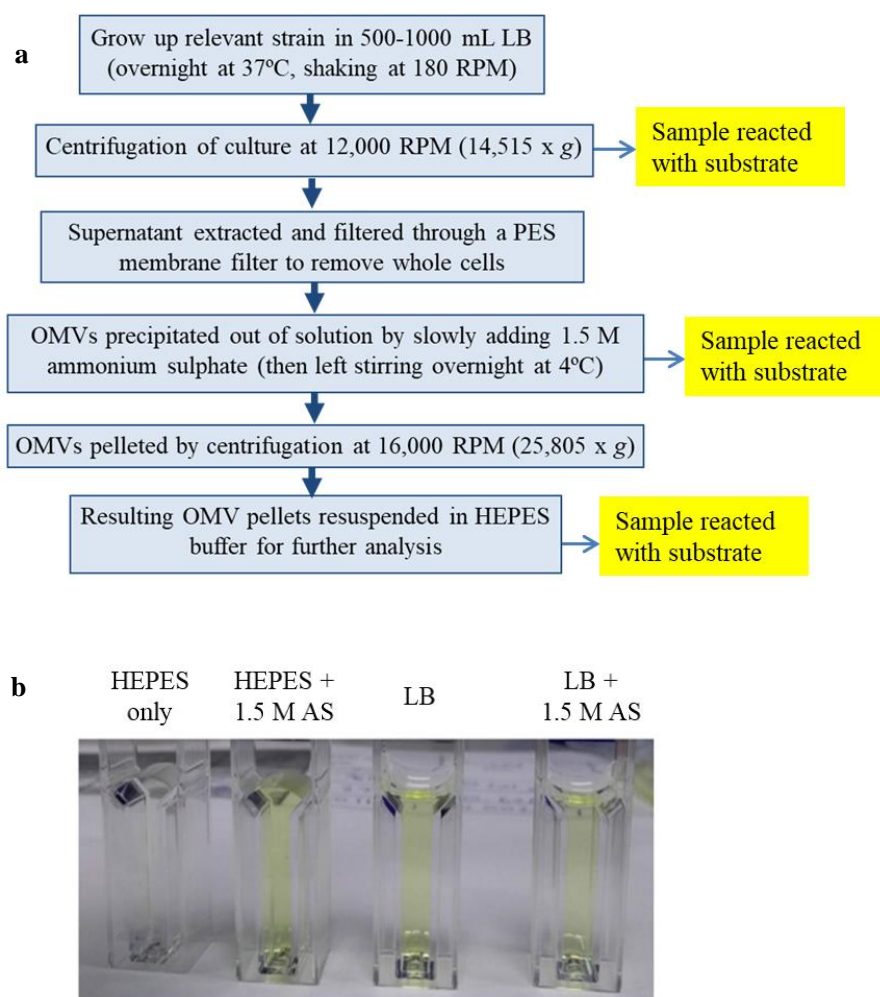 a
Grow up relevant strain in 500-1000 mL LB
(overnight at 37ºC, shaking at 180 RPM)
Centrifugation of culture at 12,000 RPM (14,515 x g)
Sample reacted
with substrate
Supernatant extracted and filtered through a PES
membrane filter to remove whole cells
OMVs precipitated out of solution by slowly adding 1.5 M
ammonium sulphate (then left stirring overnight at 4ºC)
Sample reacted
with substrate
OMVs pelleted by centrifugation at 16,000 RPM (25,805 x g)
Resulting OMV pellets resuspended in HEPES
buffer for further analysis
Sample reacted
with substrate
b
HEPES
only
HEPES +
1.5 M AS
LB
LB +
1.5 M AS